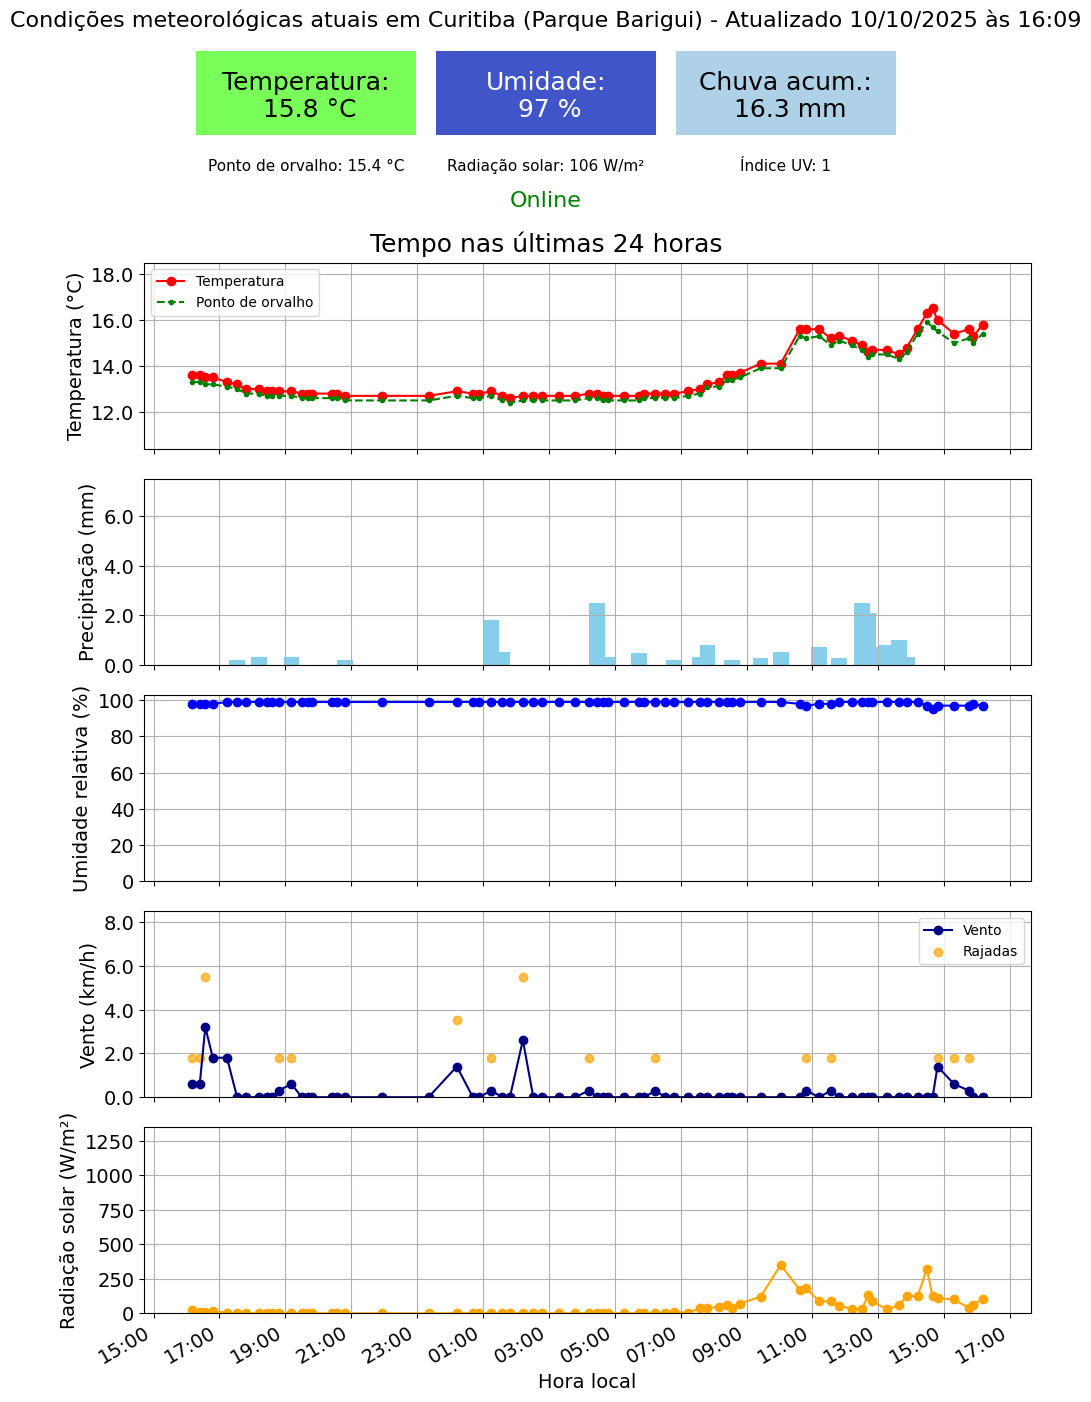 Condições meteorológicas atuais em Curitiba (Parque Barigui) - Atualizado 10/10/2025 às 16:09
Temperatura:
15.8 °C
Umidade:
97 %
Chuva acum.:
16.3 mm
Ponto de orvalho: 15.4 °C
Radiação solar: 106 W/m²
Índice UV: 1
Online
Tempo nas últimas 24 horas
Temperatura (°C)
18.0
16.0
14.0
12.0
Temperatura
Ponto de orvalho
Precipitação (mm)
6.0
4.0
2.0
0.0
Umidade relativa (%)
100
80
60
40
20
0
Vento (km/h)
8.0
6.0
4.0
2.0
0.0
Vento
Rajadas
Radiação solar (W/m²)
1250
1000
750
500
250
0
15:00
17:00
19:00
21:00
23:00
01:00
03:00
05:00
07:00
09:00
11:00
13:00
15:00
17:00
Hora local